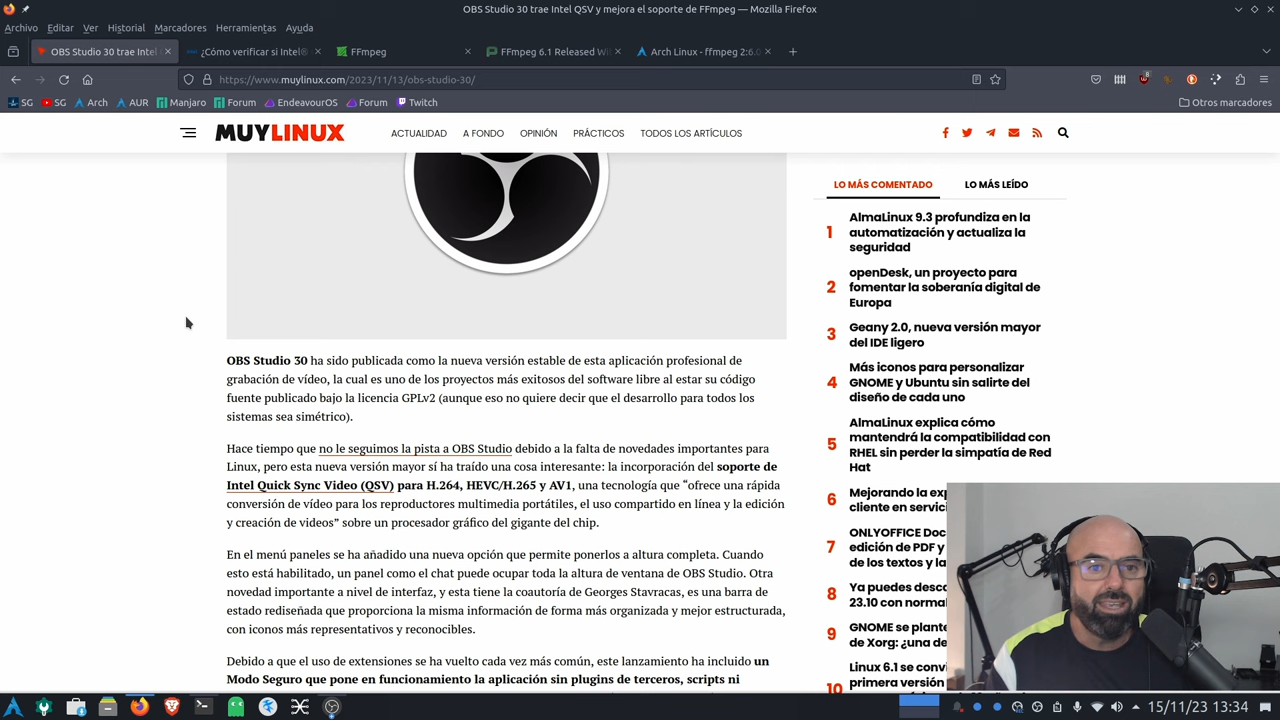 OBS Studio 30 trae Intel QSV y mejora el soporte de FFmpeg — Mozilla Firefox
Archivo Editar Ver Historial Marcadores Herramientas Ayuda
OBS Studio 30 trae Intel
¿Cómo verificar si Intel®
FFmpeg
FFmpeg 6.1 Released Wi
Arch Linux - ffmpeg 2:6.0
https://www.muylinux.com/2023/11/13/obs-studio-30/
SG SG Arch AUR Manjaro Forum EndeavourOS Forum Twitch Otros marcadores
MUYLINUX
ACTUALIDAD A FONDO OPINIÓN PRÁCTICOS TODOS LOS ARTÍCULOS
OBS Studio 30 ha sido publicada como la nueva versión estable de esta aplicación profesional de
grabación de vídeo, la cual es uno de los proyectos más exitosos del software libre al estar su código
fuente publicado bajo la licencia GPLv2 (aunque eso no quiere decir que el desarrollo para todos los
sistemas sea simétrico).
Hace tiempo que no le seguimos la pista a OBS Studio debido a la falta de novedades importantes para
Linux, pero esta nueva versión mayor sí ha traído una cosa interesante: la incorporación del soporte de
Intel Quick Sync Video (QSV) para H.264, HEVC/H.265 y AV1, una tecnología que “ofrece una rápida
conversión de vídeo para los reproductores multimedia portátiles, el uso compartido en línea y la edición
y creación de videos” sobre un procesador gráfico del gigante del chip.
En el menú paneles se ha añadido una nueva opción que permite ponerlos a altura completa. Cuando
esto está habilitado, un panel como el chat puede ocupar toda la altura de ventana de OBS Studio. Otra
novedad importante a nivel de interfaz, y esta tiene la coautoría de Georges Stavracas, es una barra de
estado rediseñada que proporciona la misma información de forma más organizada y mejor estructurada,
con iconos más representativos y reconocibles.
Debido a que el uso de extensiones se ha vuelto cada vez más común, este lanzamiento ha incluido un
Modo Seguro que pone en funcionamiento la aplicación sin plugins de terceros, scripts ni
LO MÁS COMENTADO LO MÁS LEÍDO
1 AlmaLinux 9.3 profundiza en la
automatización y actualiza la
seguridad
2 openDesk, un proyecto para
fomentar la soberanía digital de
Europa
3 Geany 2.0, nueva versión mayor
del IDE ligero
4 Más iconos para personalizar
GNOME y Ubuntu sin salirte del
diseño de cada uno
5 AlmaLinux explica cómo
mantendrá la compatibilidad con
RHEL sin perder la simpatía de Red
Hat
6 Mejorando la exp
cliente en servici
7 ONLYOFFICE Doc
edición de PDF y
de los textos y la
8 Ya puedes desca
23.10 con normal
9 GNOME se plante
de Xorg: ¿una de
10 Linux 6.1 se convi
primera versión
15/11/23 13:34